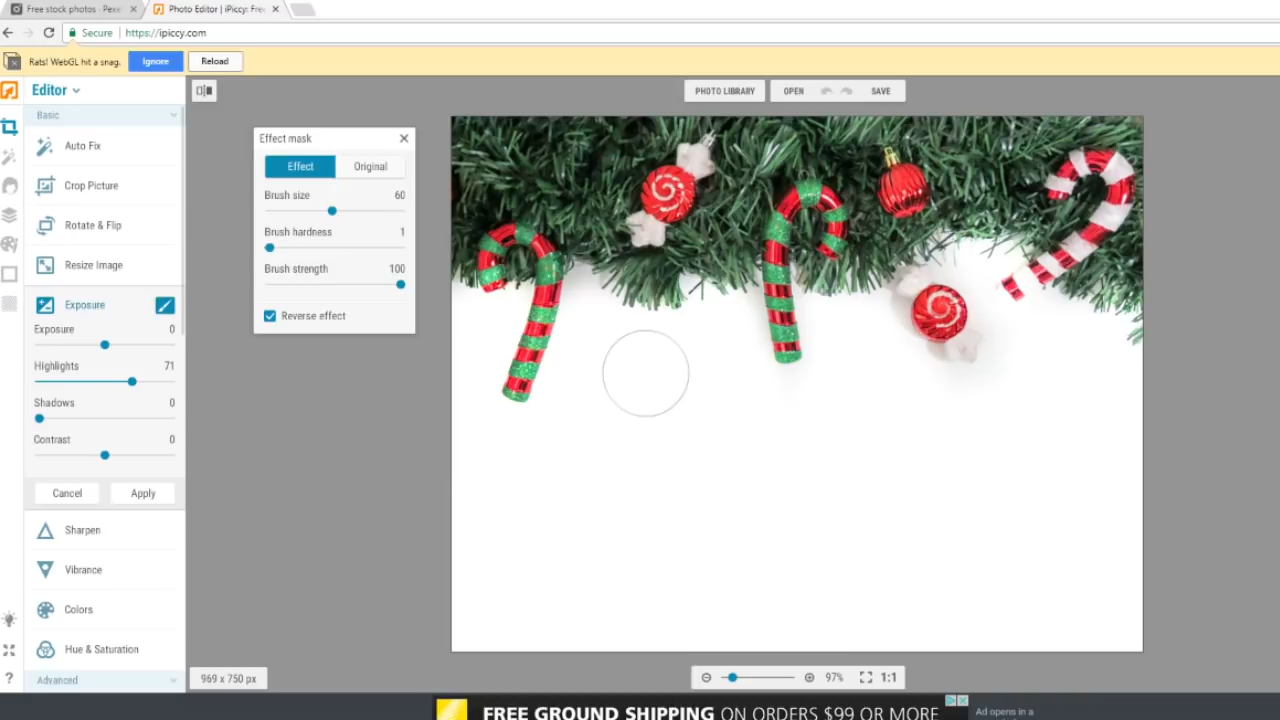 Free stock photos · Pexe
Photo Editor | iPiccy: Free
Secure
https://ipiccy.com
Rats! WebGL hit a snag.
Ignore
Reload
Editor
PHOTO LIBRARY
OPEN
SAVE
Basic
Auto Fix
Crop Picture
Rotate & Flip
Resize Image
Exposure
Exposure 0
Highlights 71
Shadows 0
Contrast 0
Cancel
Apply
Sharpen
Vibrance
Colors
Hue & Saturation
Advanced
Effect mask
Effect
Original
Brush size 60
Brush hardness 1
Brush strength 100
Reverse effect
969 x 750 px
97%
1:1
?
FREE GROUND SHIPPING ON ORDERS $99 OR MORE
Ad opens in a